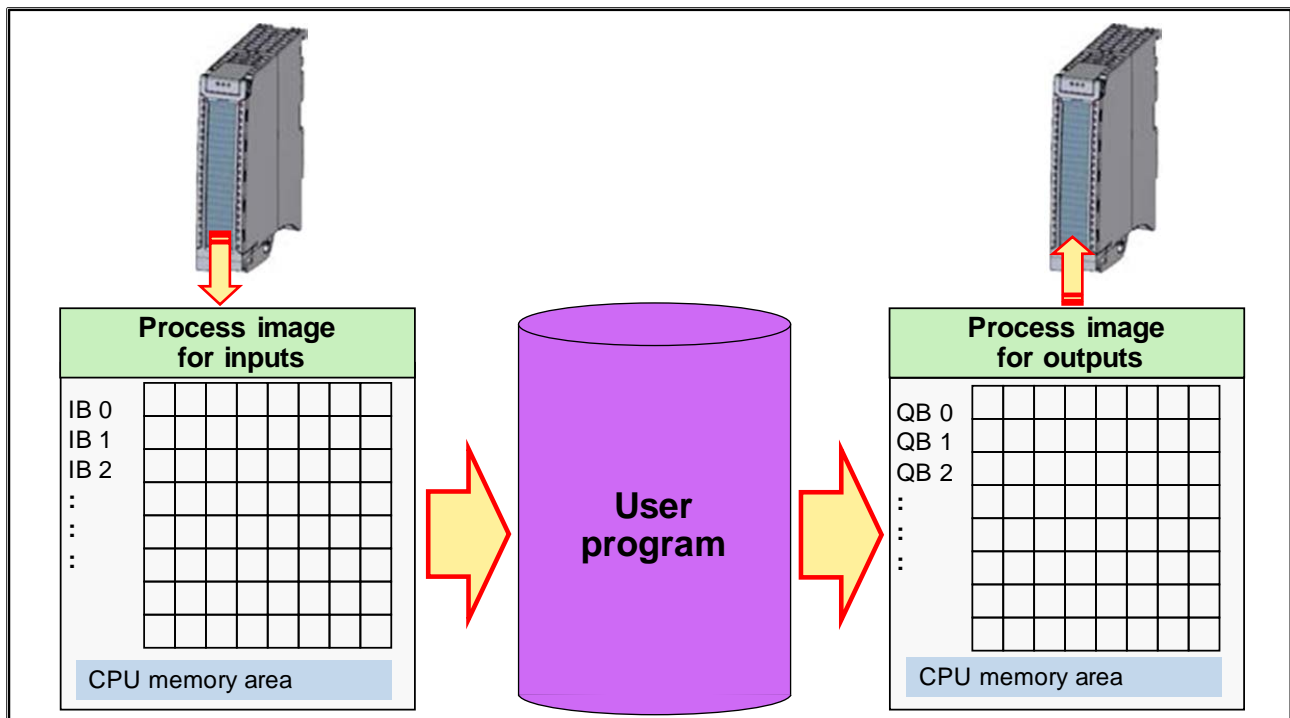 Process image
for inputs
IB 0
IB 1
IB 2
:
:
:
CPU memory area
User
program
Process image
for outputs
QB 0
QB 1
QB 2
:
:
:
CPU memory area